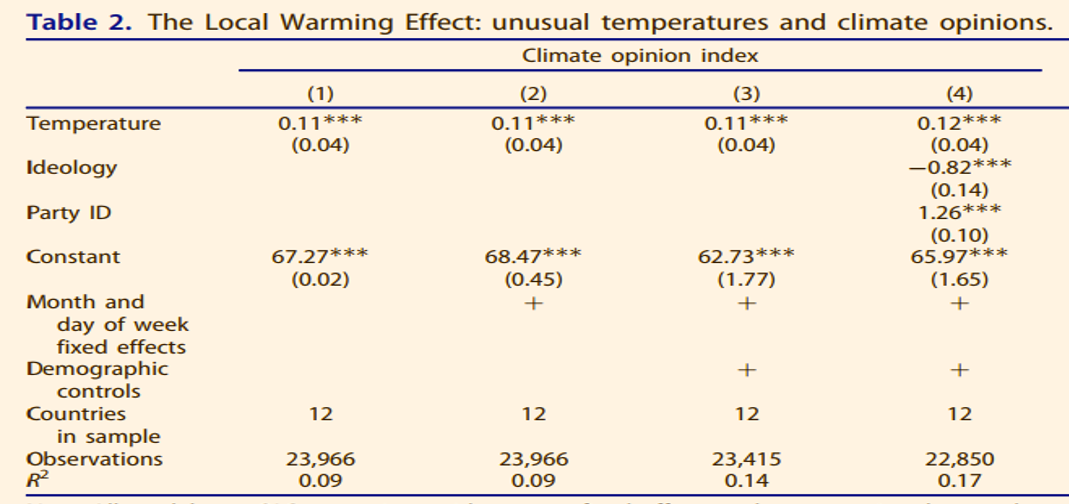 Table 2. The Local Warming Effect: unusual temperatures and climate opinions.
Climate opinion index
(1) (2) (3) (4)
Temperature 0.11*** 0.11*** 0.11*** 0.12***
(0.04) (0.04) (0.04) (0.04)
Ideology −0.82***
(0.14)
Party ID 1.26***
(0.10)
Constant 67.27*** 68.47*** 62.73*** 65.97***
(0.02) (0.45) (1.77) (1.65)
Month and + + +
day of week
fixed effects
Demographic + +
controls
Countries 12 12 12 12
in sample
Observations 23,966 23,966 23,415 22,850
R² 0.09 0.09 0.14 0.17